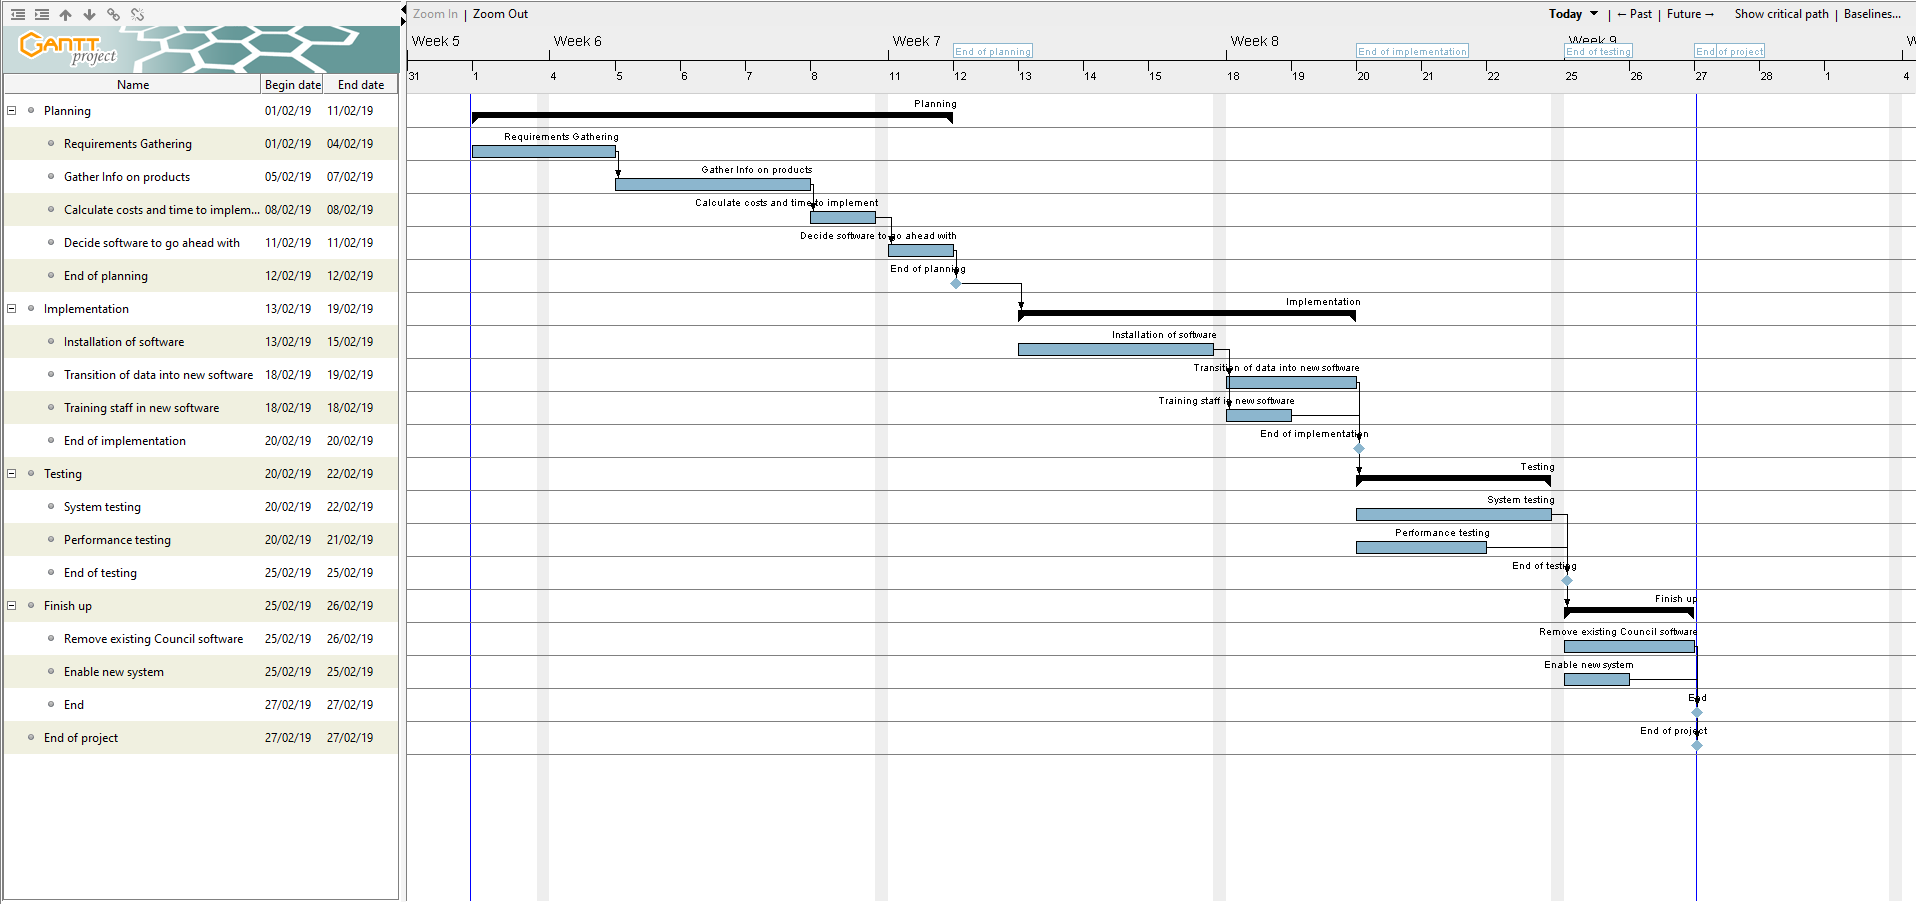 Zoom In | Zoom Out
Today | ← Past | Future → | Show critical path | Baselines...
GANTT project
Week 5 Week 6 Week 7 Week 8 Week 9 W
End of planning End of implementation End of testing End of project
31 1 4 5 6 7 8 11 12 13 14 15 18 19 20 21 22 25 26 27 28 1 4
Name Begin date End date
Planning 01/02/19 11/02/19
Requirements Gathering 01/02/19 04/02/19
Gather Info on products 05/02/19 07/02/19
Calculate costs and time to implem... 08/02/19 08/02/19
Decide software to go ahead with 11/02/19 11/02/19
End of planning 12/02/19 12/02/19
Implementation 13/02/19 19/02/19
Installation of software 13/02/19 15/02/19
Transition of data into new software 18/02/19 19/02/19
Training staff in new software 18/02/19 18/02/19
End of implementation 20/02/19 20/02/19
Testing 20/02/19 22/02/19
System testing 20/02/19 22/02/19
Performance testing 20/02/19 21/02/19
End of testing 25/02/19 25/02/19
Finish up 25/02/19 26/02/19
Remove existing Council software 25/02/19 26/02/19
Enable new system 25/02/19 25/02/19
End 27/02/19 27/02/19
End of project 27/02/19 27/02/19
Planning
Requirements Gathering
Gather Info on products
Calculate costs and time to implement
Decide software to go ahead with
End of planning
Implementation
Installation of software
Transition of data into new software
Training staff in new software
End of implementation
Testing
System testing
Performance testing
End of testing
Finish up
Remove existing Council software
Enable new system
End
End of project